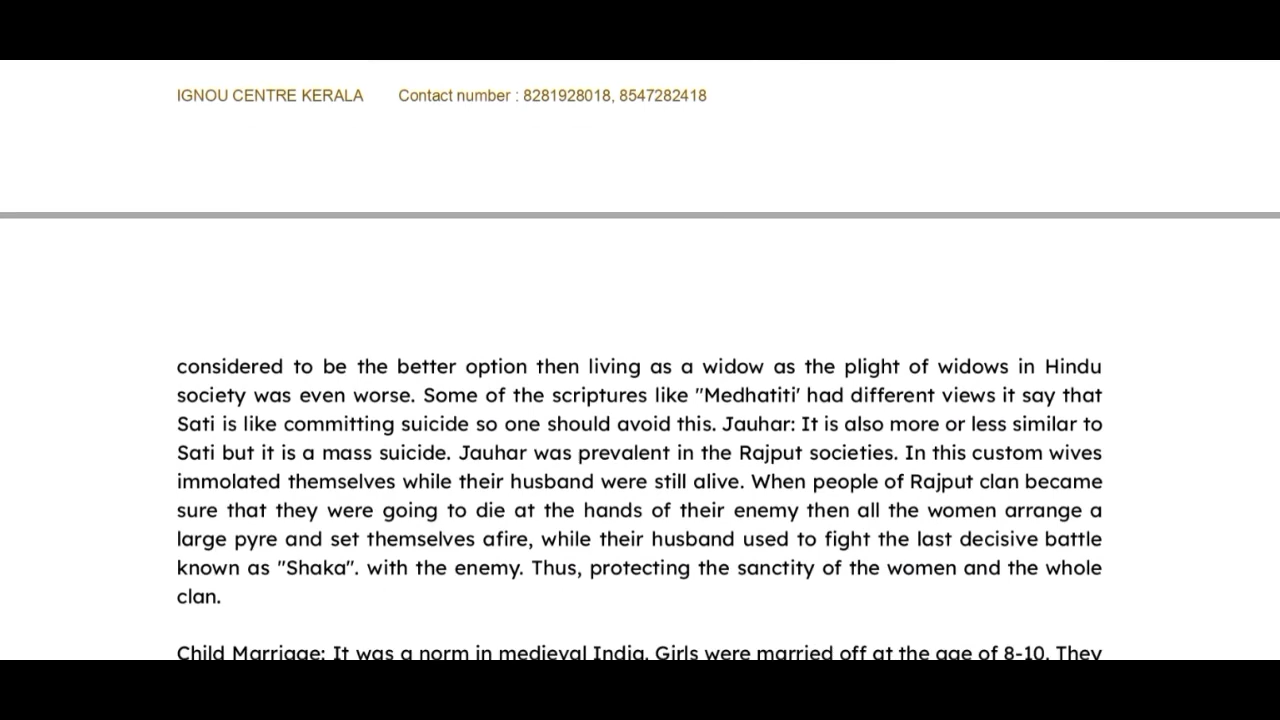 IGNOU CENTRE KERALA Contact number : 8281928018, 8547282418
considered to be the better option then living as a widow as the plight of widows in Hindu
society was even worse. Some of the scriptures like "Medhatiti' had different views it say that
Sati is like committing suicide so one should avoid this. Jauhar: It is also more or less similar to
Sati but it is a mass suicide. Jauhar was prevalent in the Rajput societies. In this custom wives
immolated themselves while their husband were still alive. When people of Rajput clan became
sure that they were going to die at the hands of their enemy then all the women arrange a
large pyre and set themselves afire, while their husband used to fight the last decisive battle
known as "Shaka". with the enemy. Thus, protecting the sanctity of the women and the whole
clan.
Child Marriage: It was a norm in medieval India. Girls were married off at the age of 8-10. They